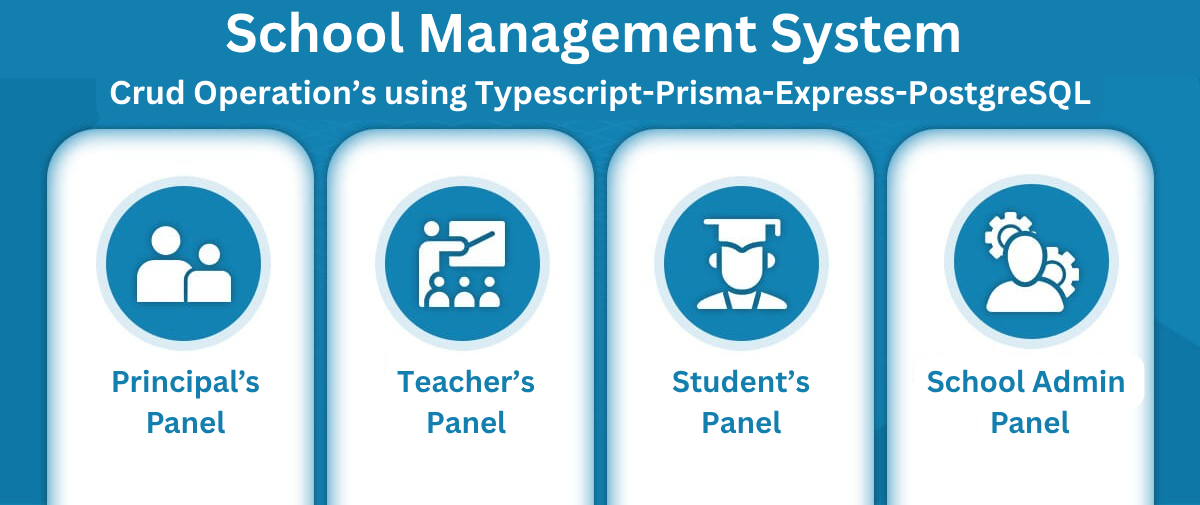 School Management System
Crud Operation’s using Typescript-Prisma-Express-PostgreSQL
Principal’s
Panel
Teacher’s
Panel
Student’s
Panel
School Admin
Panel